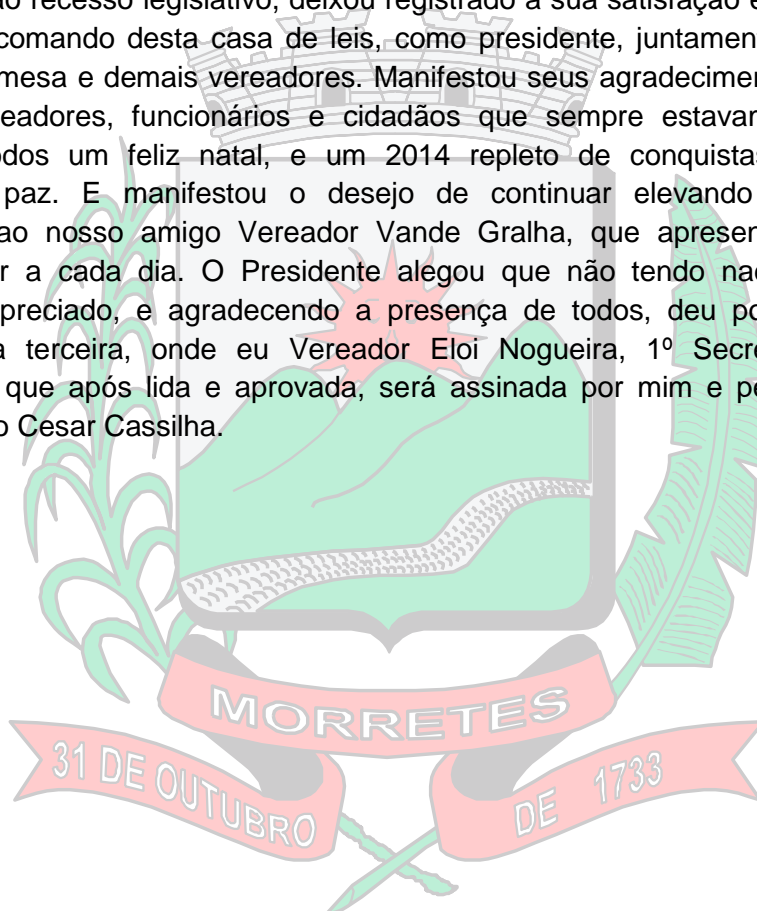 ao recesso legislativo, deixou registrado a sua satisfação e
comando desta casa de leis, como presidente, juntamen
mesa e demais vereadores. Manifestou seus agradecimen
eadores, funcionários e cidadãos que sempre estava
odos um feliz natal, e um 2014 repleto de conquistas
paz. E manifestou o desejo de continuar elevando
ao nosso amigo Vereador Vande Gralha, que apresen
r a cada dia. O Presidente alegou que não tendo na
preciado, e agradecendo a presença de todos, deu po
a terceira, onde eu Vereador Eloi Nogueira, 1º Secre
que após lida e aprovada, será assinada por mim e pe
o Cesar Cassilha.
MORRETES
31 DE OUTUBRO DE 1733